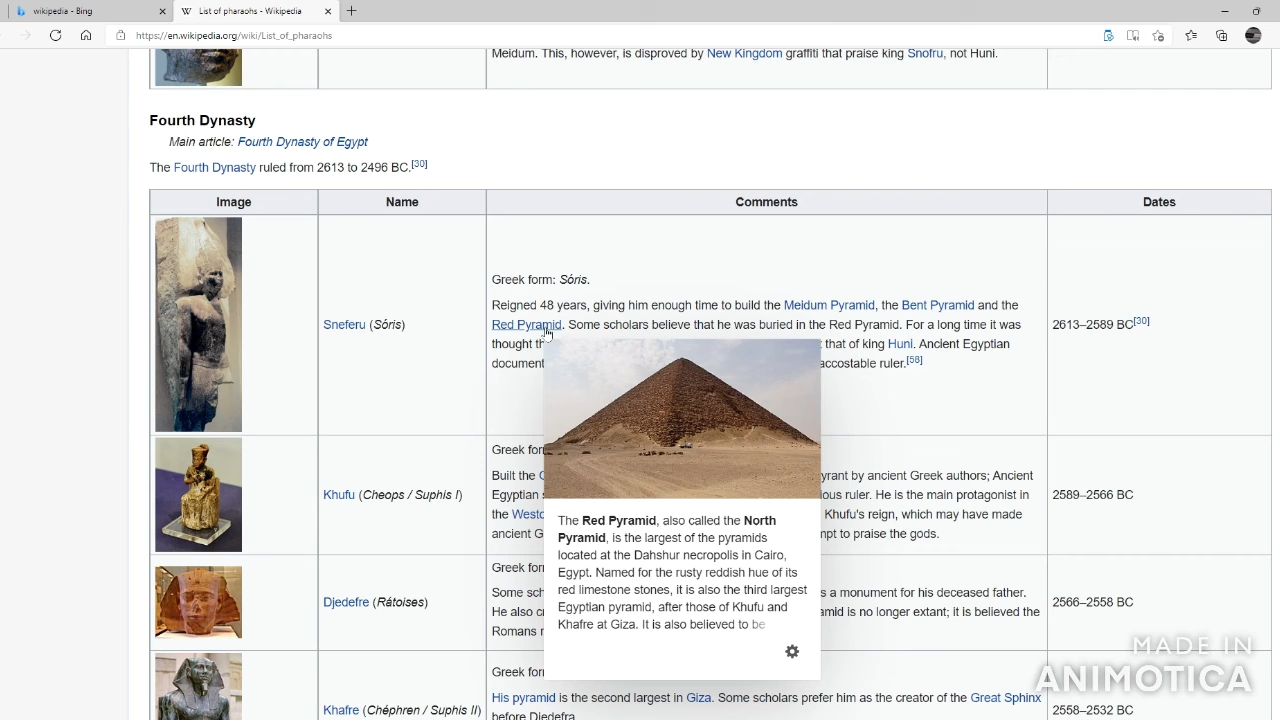 wikipedia - Bing
List of pharaohs - Wikipedia
https://en.wikipedia.org/wiki/List_of_pharaohs
Meidum. This, however, is disproved by New Kingdom graffiti that praise king Snofru, not Huni.
Fourth Dynasty
Main article: Fourth Dynasty of Egypt
The Fourth Dynasty ruled from 2613 to 2496 BC.[30]
Image Name Comments Dates
Greek form: Sóris.
Reigned 48 years, giving him enough time to build the Meidum Pyramid, the Bent Pyramid and the
Sneferu (Sóris) Red Pyramid. Some scholars believe that he was buried in the Red Pyramid. For a long time it was 2613–2589 BC[30]
thought that of king Huni. Ancient Egyptian
document accostable ruler.[58]
Greek
Built the yrant by ancient Greek authors; Ancient
Khufu (Cheops / Suphis I) Egyptian ious ruler. He is the main protagonist in 2589–2566 BC
the Khufu's reign, which may have made
ancient mpt to praise the gods.
Greek
Some s a monument for his deceased father.
Djedefre (Rátoises) He also amid is no longer extant; it is believed the 2566–2558 BC
Romans
Greek
His pyramid is the second largest in Giza. Some scholars prefer him as the creator of the Great Sphinx
Khafre (Chéphren / Suphis II) before Djedefra. 2558–2532 BC
The Red Pyramid, also called the North
Pyramid, is the largest of the pyramids
located at the Dahshur necropolis in Cairo,
Egypt. Named for the rusty reddish hue of its
red limestone stones, it is also the third largest
Egyptian pyramid, after those of Khufu and
Khafre at Giza. It is also believed to be
MADE IN
ANIMOTICA